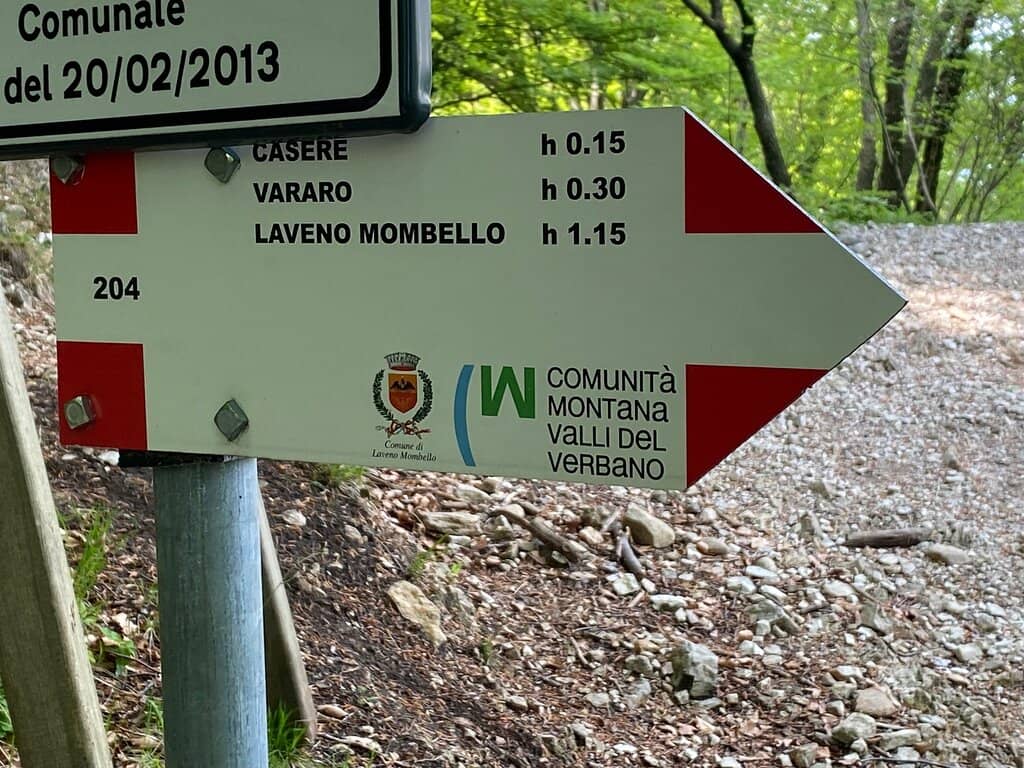 Comunale
del 20/02/2013
CASERE h 0.15
VARARO h 0.30
LAVENO MOMBELLO h 1.15
204
Comune di
Laveno Mombello
COMUNITà
MONTaNa
VaLLI DeL
VeRBaNO